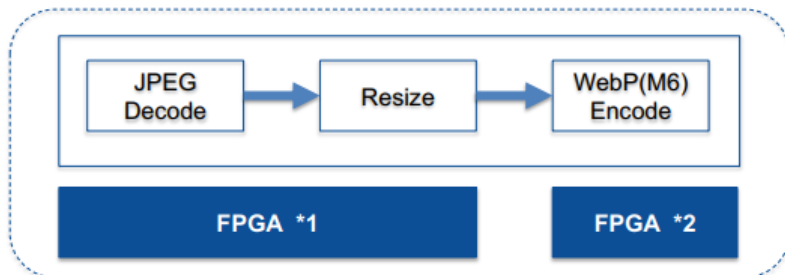 JPEG
Decode
Resize
WebP(M6)
Encode
FPGA *1
FPGA *2